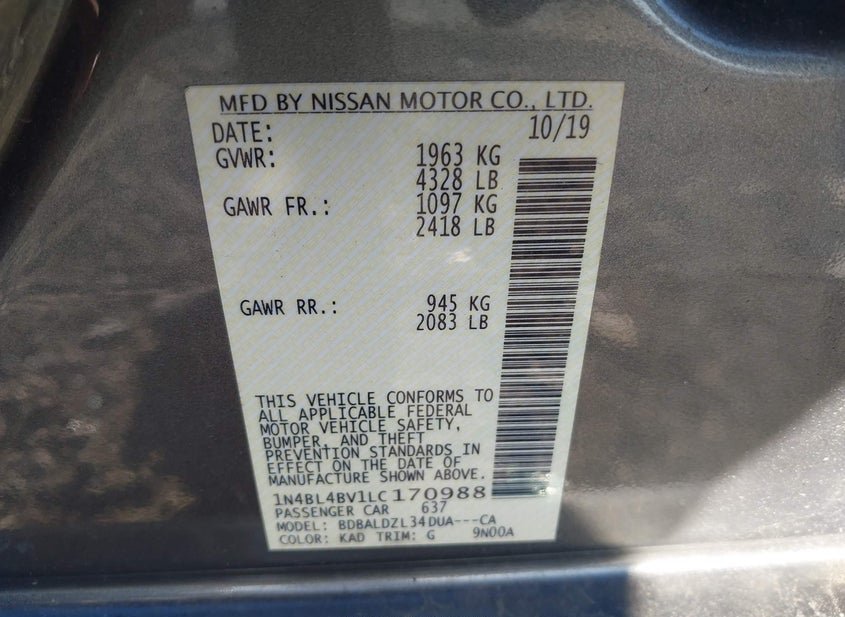 MFD BY NISSAN MOTOR CO., LTD.
DATE: 10/19
GVWR: 1963 KG
4328 LB
GAWR FR.: 1097 KG
2418 LB
GAWR RR.: 945 KG
2083 LB
THIS VEHICLE CONFORMS TO
ALL APPLICABLE FEDERAL
MOTOR VEHICLE SAFETY,
BUMPER, AND THEFT
PREVENTION STANDARDS IN
EFFECT ON THE DATE OF
MANUFACTURE SHOWN ABOVE.
1N4BL4BV1LC170988
PASSENGER CAR 637
MODEL: BDBALDZL34DUA---CA
COLOR: KAD TRIM: G 9N00A